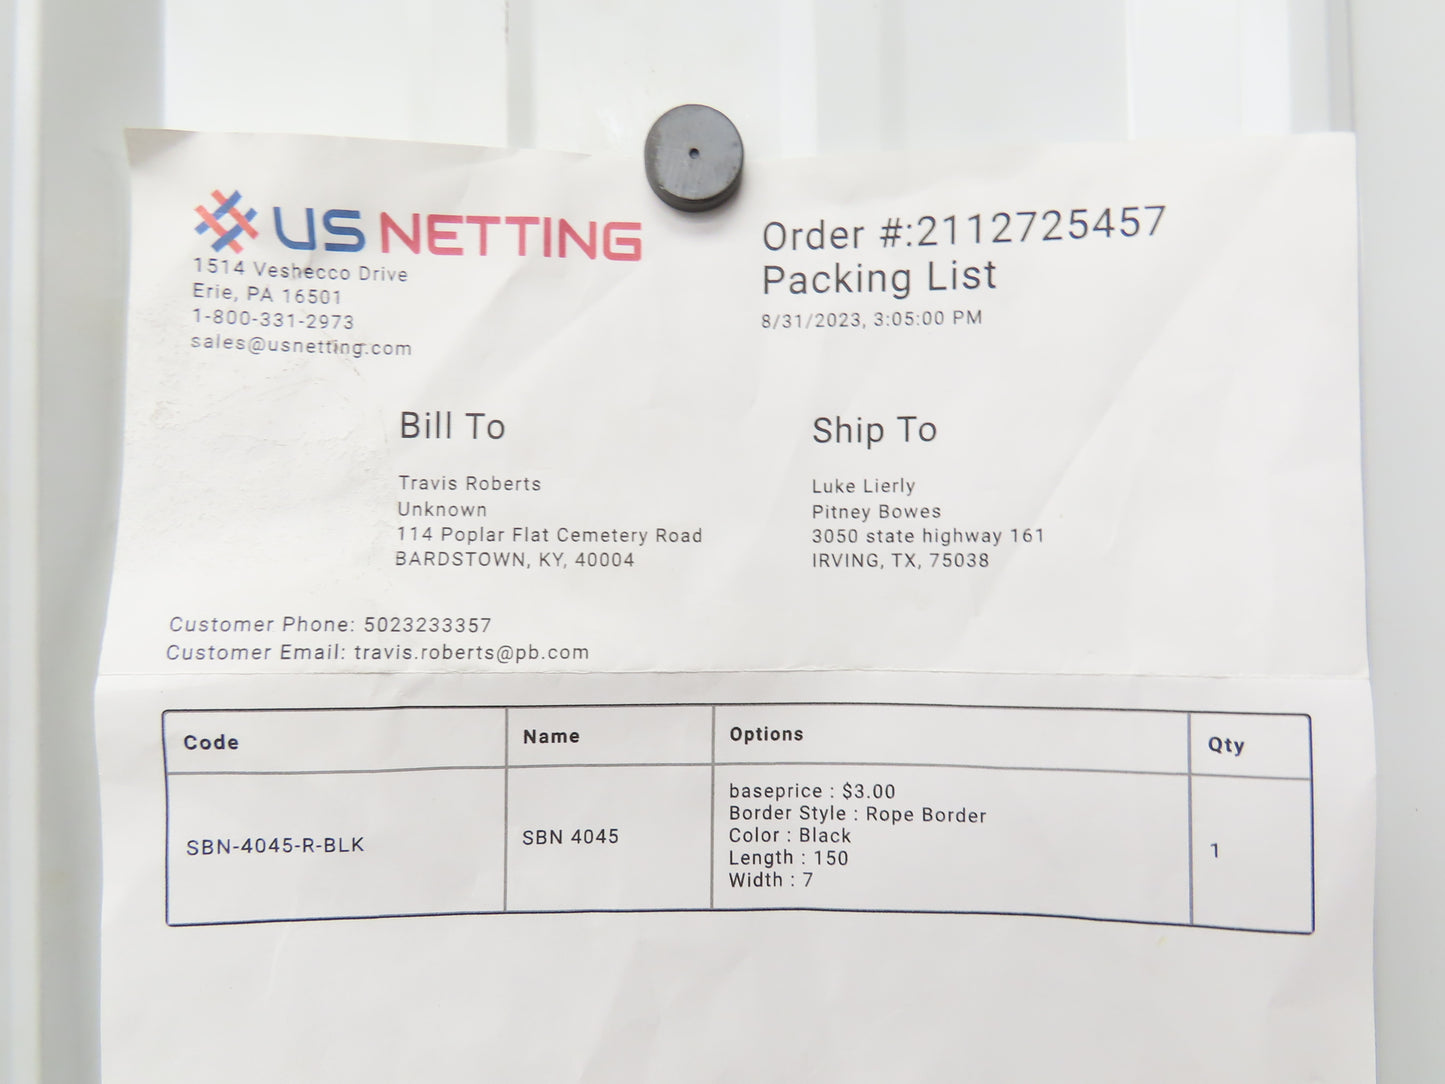 US NETTING
1514 Veshecco Drive
Erie, PA 16501
1-800-331-2973
sales@usnetting.com
Order #:2112725457
Packing List
8/31/2023, 3:05:00 PM
Bill To
Travis Roberts
Unknown
114 Poplar Flat Cemetery Road
BARDSTOWN, KY, 40004
Ship To
Luke Lierly
Pitney Bowes
3050 state highway 161
IRVING, TX, 75038
Customer Phone: 5023233357
Customer Email: travis.roberts@pb.com
Code Name Options Qty
SBN-4045-R-BLK
SBN 4045
baseprice : $3.00
Border Style : Rope Border
Color : Black
Length : 150
Width : 7
1